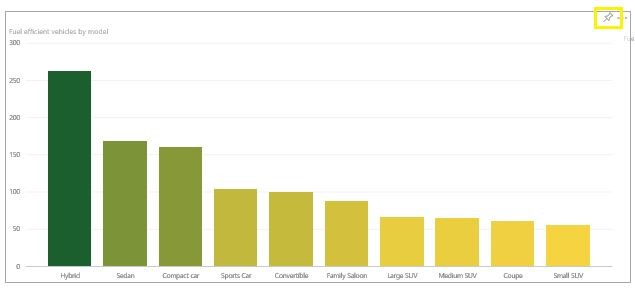 Fuel efficient vehicles by model
Fuel
300
250
200
150
100
50
0
Hybrid Sedan Compact car Sports Car Convertible Family Saloon Large SUV Medium SUV Coupe Small SUV